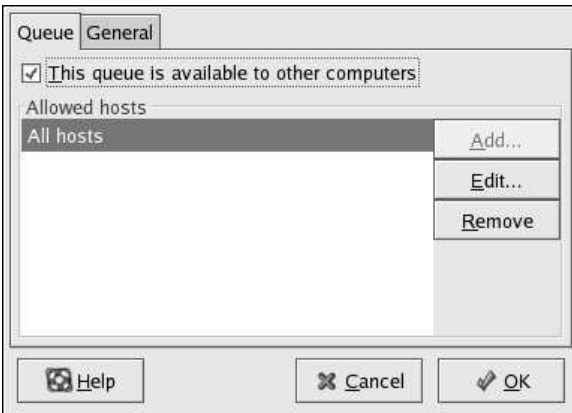 Queue General
This queue is available to other computers
Allowed hosts
All hosts
Add...
Edit...
Remove
Help Cancel OK